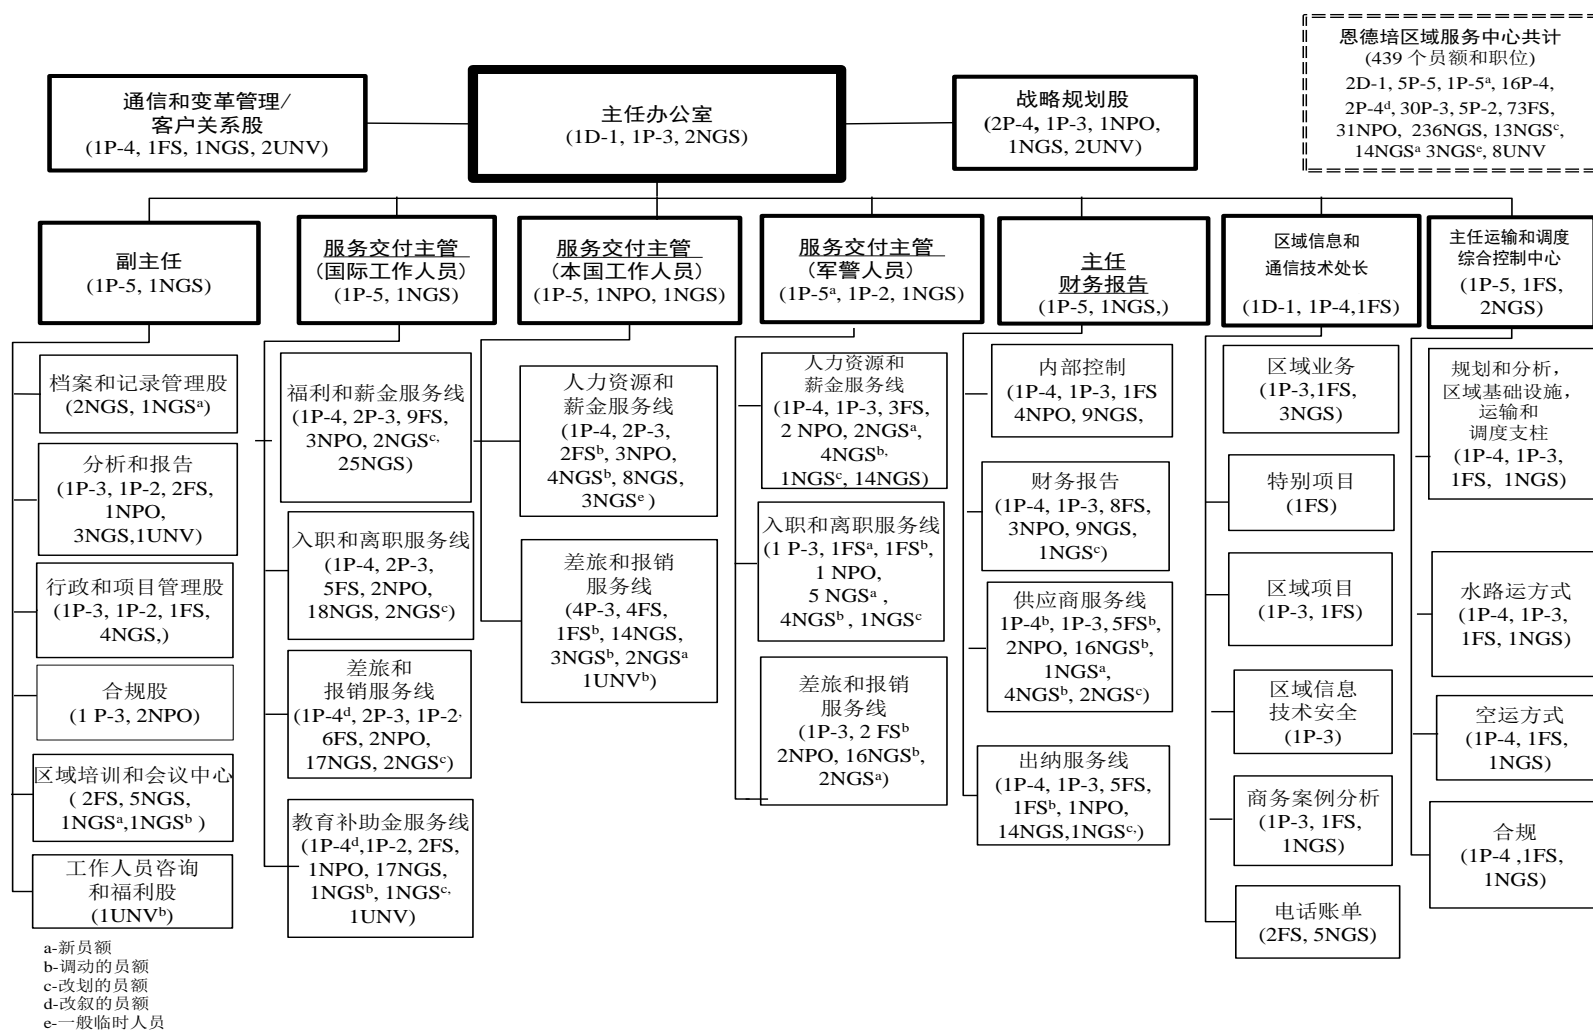 恩德培区域服务中心共计
(439 个员额和职位)
2D-1, 5P-5, 1P-5ᵃ, 16P-4,
2P-4ᵈ, 30P-3, 5P-2, 73FS,
31NPO, 236NGS, 13NGSᶜ,
14NGSᵃ 3NGSᵉ, 8UNV
通信和变革管理/
客户关系股
(1P-4, 1FS, 1NGS, 2UNV)
主任办公室
(1D-1, 1P-3, 2NGS)
战略规划股
(2P-4, 1P-3, 1NPO,
1NGS, 2UNV)
副主任
(1P-5, 1NGS)
服务交付主管
(国际工作人员)
(1P-5, 1NGS)
服务交付主管
(本国工作人员)
(1P-5, 1NPO, 1NGS)
服务交付主管
(军警人员)
(1P-5ᵃ, 1P-2, 1NGS)
主任
财务报告
(1P-5, 1NGS,)
区域信息和
通信技术处长
(1D-1, 1P-4,1FS)
主任运输和调度
综合控制中心
(1P-5, 1FS,
2NGS)
档案和记录管理股
(2NGS, 1NGSᵃ)
分析和报告
(1P-3, 1P-2, 2FS,
1NPO,
3NGS,1UNV)
行政和项目管理股
(1P-3, 1P-2, 1FS,
4NGS,)
合规股
(1 P-3, 2NPO)
区域培训和会议中心
( 2FS, 5NGS,
1NGSᵃ,1NGSᵇ )
工作人员咨询
和福利股
(1UNVᵇ)
福利和薪金服务线
(1P-4, 2P-3, 9FS,
3NPO, 2NGSᶜ,
25NGS)
入职和离职服务线
(1P-4, 2P-3,
5FS, 2NPO,
18NGS, 2NGSᶜ)
差旅和
报销服务线
(1P-4ᵈ, 2P-3, 1P-2,
6FS, 2NPO,
17NGS, 2NGSᶜ)
教育补助金服务线
(1P-4ᵈ,1P-2, 2FS,
1NPO, 17NGS,
1NGSᵇ, 1NGSᶜ,
1UNV)
人力资源和
薪金服务线
(1P-4, 2P-3,
2FSᵇ, 3NPO,
4NGSᵇ, 8NGS,
3NGSᵉ )
差旅和报销
服务线
(4P-3, 4FS,
1FSᵇ, 14NGS,
3NGSᵇ, 2NGSᵃ
1UNVᵇ)
人力资源和
薪金服务线
(1P-4, 1P-3, 3FS,
2 NPO, 2NGSᵃ,
4NGSᵇ,
1NGSᶜ, 14NGS)
入职和离职服务线
(1 P-3, 1FSᵃ, 1FSᵇ,
1 NPO,
5 NGSᵃ ,
4NGSᵇ , 1NGSᶜ
差旅和报销
服务线
(1P-3, 2 FSᵇ
2NPO, 16NGSᵇ,
2NGSᵃ)
内部控制
(1P-4, 1P-3, 1FS
4NPO, 9NGS,
财务报告
(1P-4, 1P-3, 8FS,
3NPO, 9NGS,
1NGSᶜ)
供应商服务线
1P-4ᵇ, 1P-3, 5FSᵇ,
2NPO, 16NGSᵇ,
1NGSᵃ,
4NGSᵇ, 2NGSᶜ)
出纳服务线
(1P-4, 1P-3, 5FS,
1FSᵇ, 1NPO,
14NGS,1NGSᶜ,)
区域业务
(1P-3,1FS,
3NGS)
特别项目
(1FS)
区域项目
(1P-3, 1FS)
区域信息
技术安全
(1P-3)
商务案例分析
(1P-3, 1FS,
1NGS)
电话账单
(2FS, 5NGS)
规划和分析,
区域基础设施,
运输和
调度支柱
(1P-4, 1P-3,
1FS, 1NGS)
水路运方式
(1P-4, 1P-3,
1FS, 1NGS)
空运方式
(1P-4, 1FS,
1NGS)
合规
(1P-4 ,1FS,
1NGS)
a-新员额
b-调动的员额
c-改划的员额
d-改叙的员额
e-一般临时人员